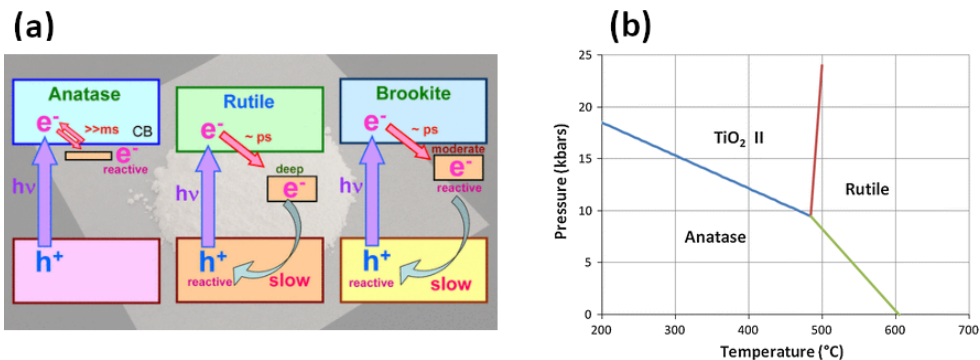 (a)
Anatase
e-
>>ms
CB
e-
reactive
hν
h+
Rutile
e-
~ ps
deep
e-
hν
h+
reactive
slow
Brookite
e-
~ ps
moderate
e-
reactive
hν
h+
reactive
slow
(b)
Pressure (kbars)
25
20
15
10
5
0
TiO2 II
Rutile
Anatase
200 300 400 500 600 700
Temperature (°C)